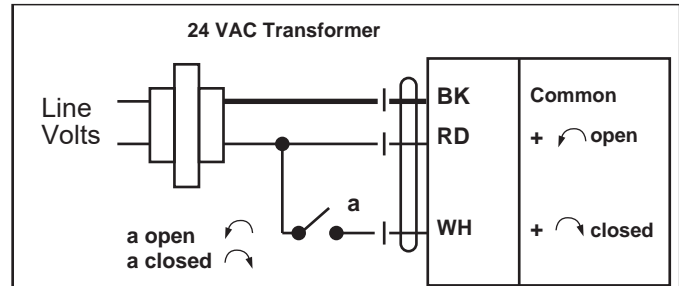 24 VAC Transformer
Line
Volts
BK Common
RD + open
a
WH + closed
a open
a closed